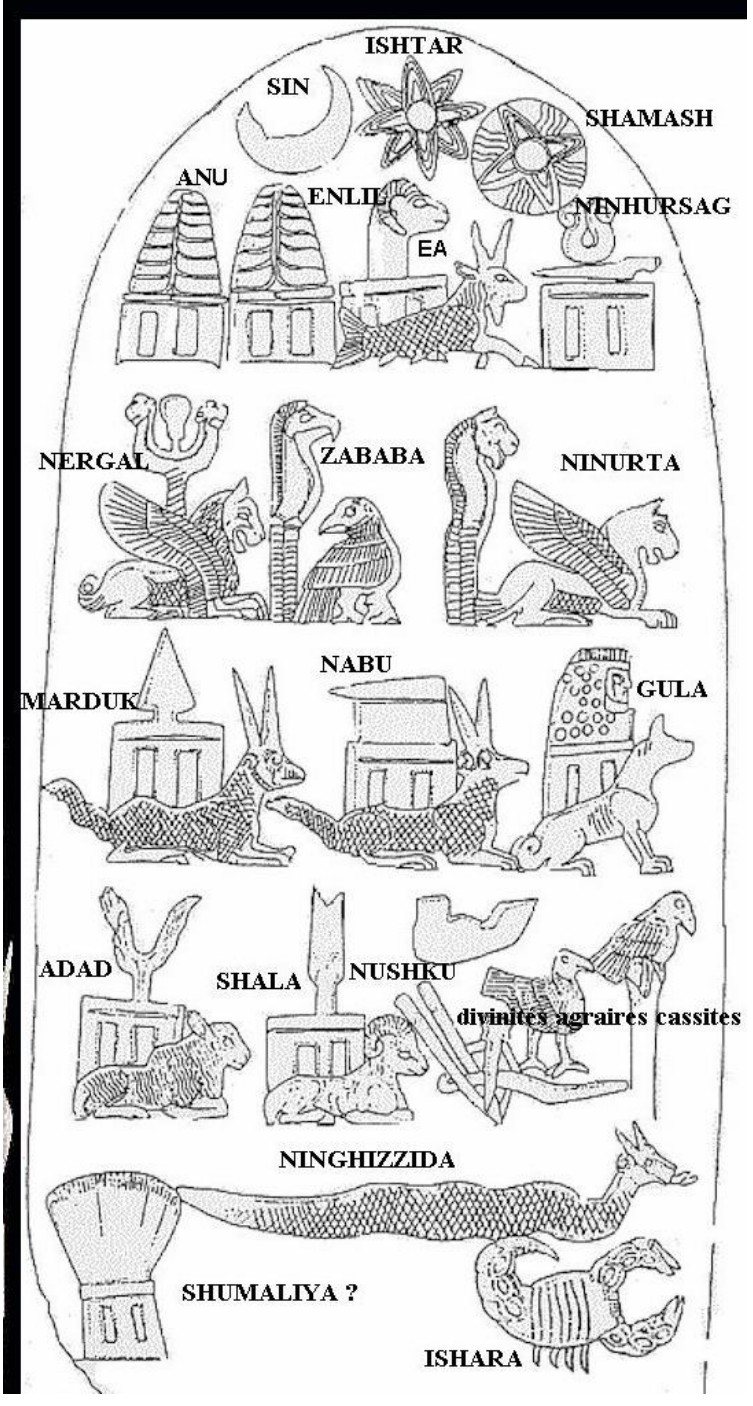 ISHTAR
SIN
SHAMASH
ANU
ENLIL
NINHURSAG
EA
NERGAL
ZABABA
NINURTA
MARDUK
NABU
GULA
ADAD
SHALA
NUSHKU
divinités agraires cassites
NINGHIZZIDA
SHUMALIYA ?
ISHARA